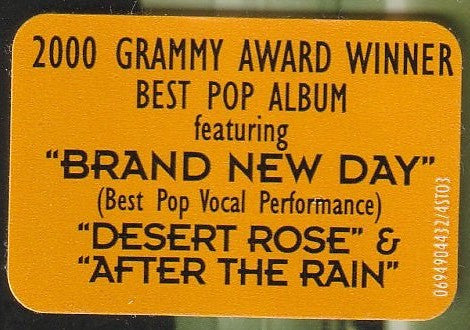 2000 GRAMMY AWARD WINNER
BEST POP ALBUM
featuring
"BRAND NEW DAY"
(Best Pop Vocal Performance)
"DESERT ROSE" &
"AFTER THE RAIN"
0694904432/4ST03